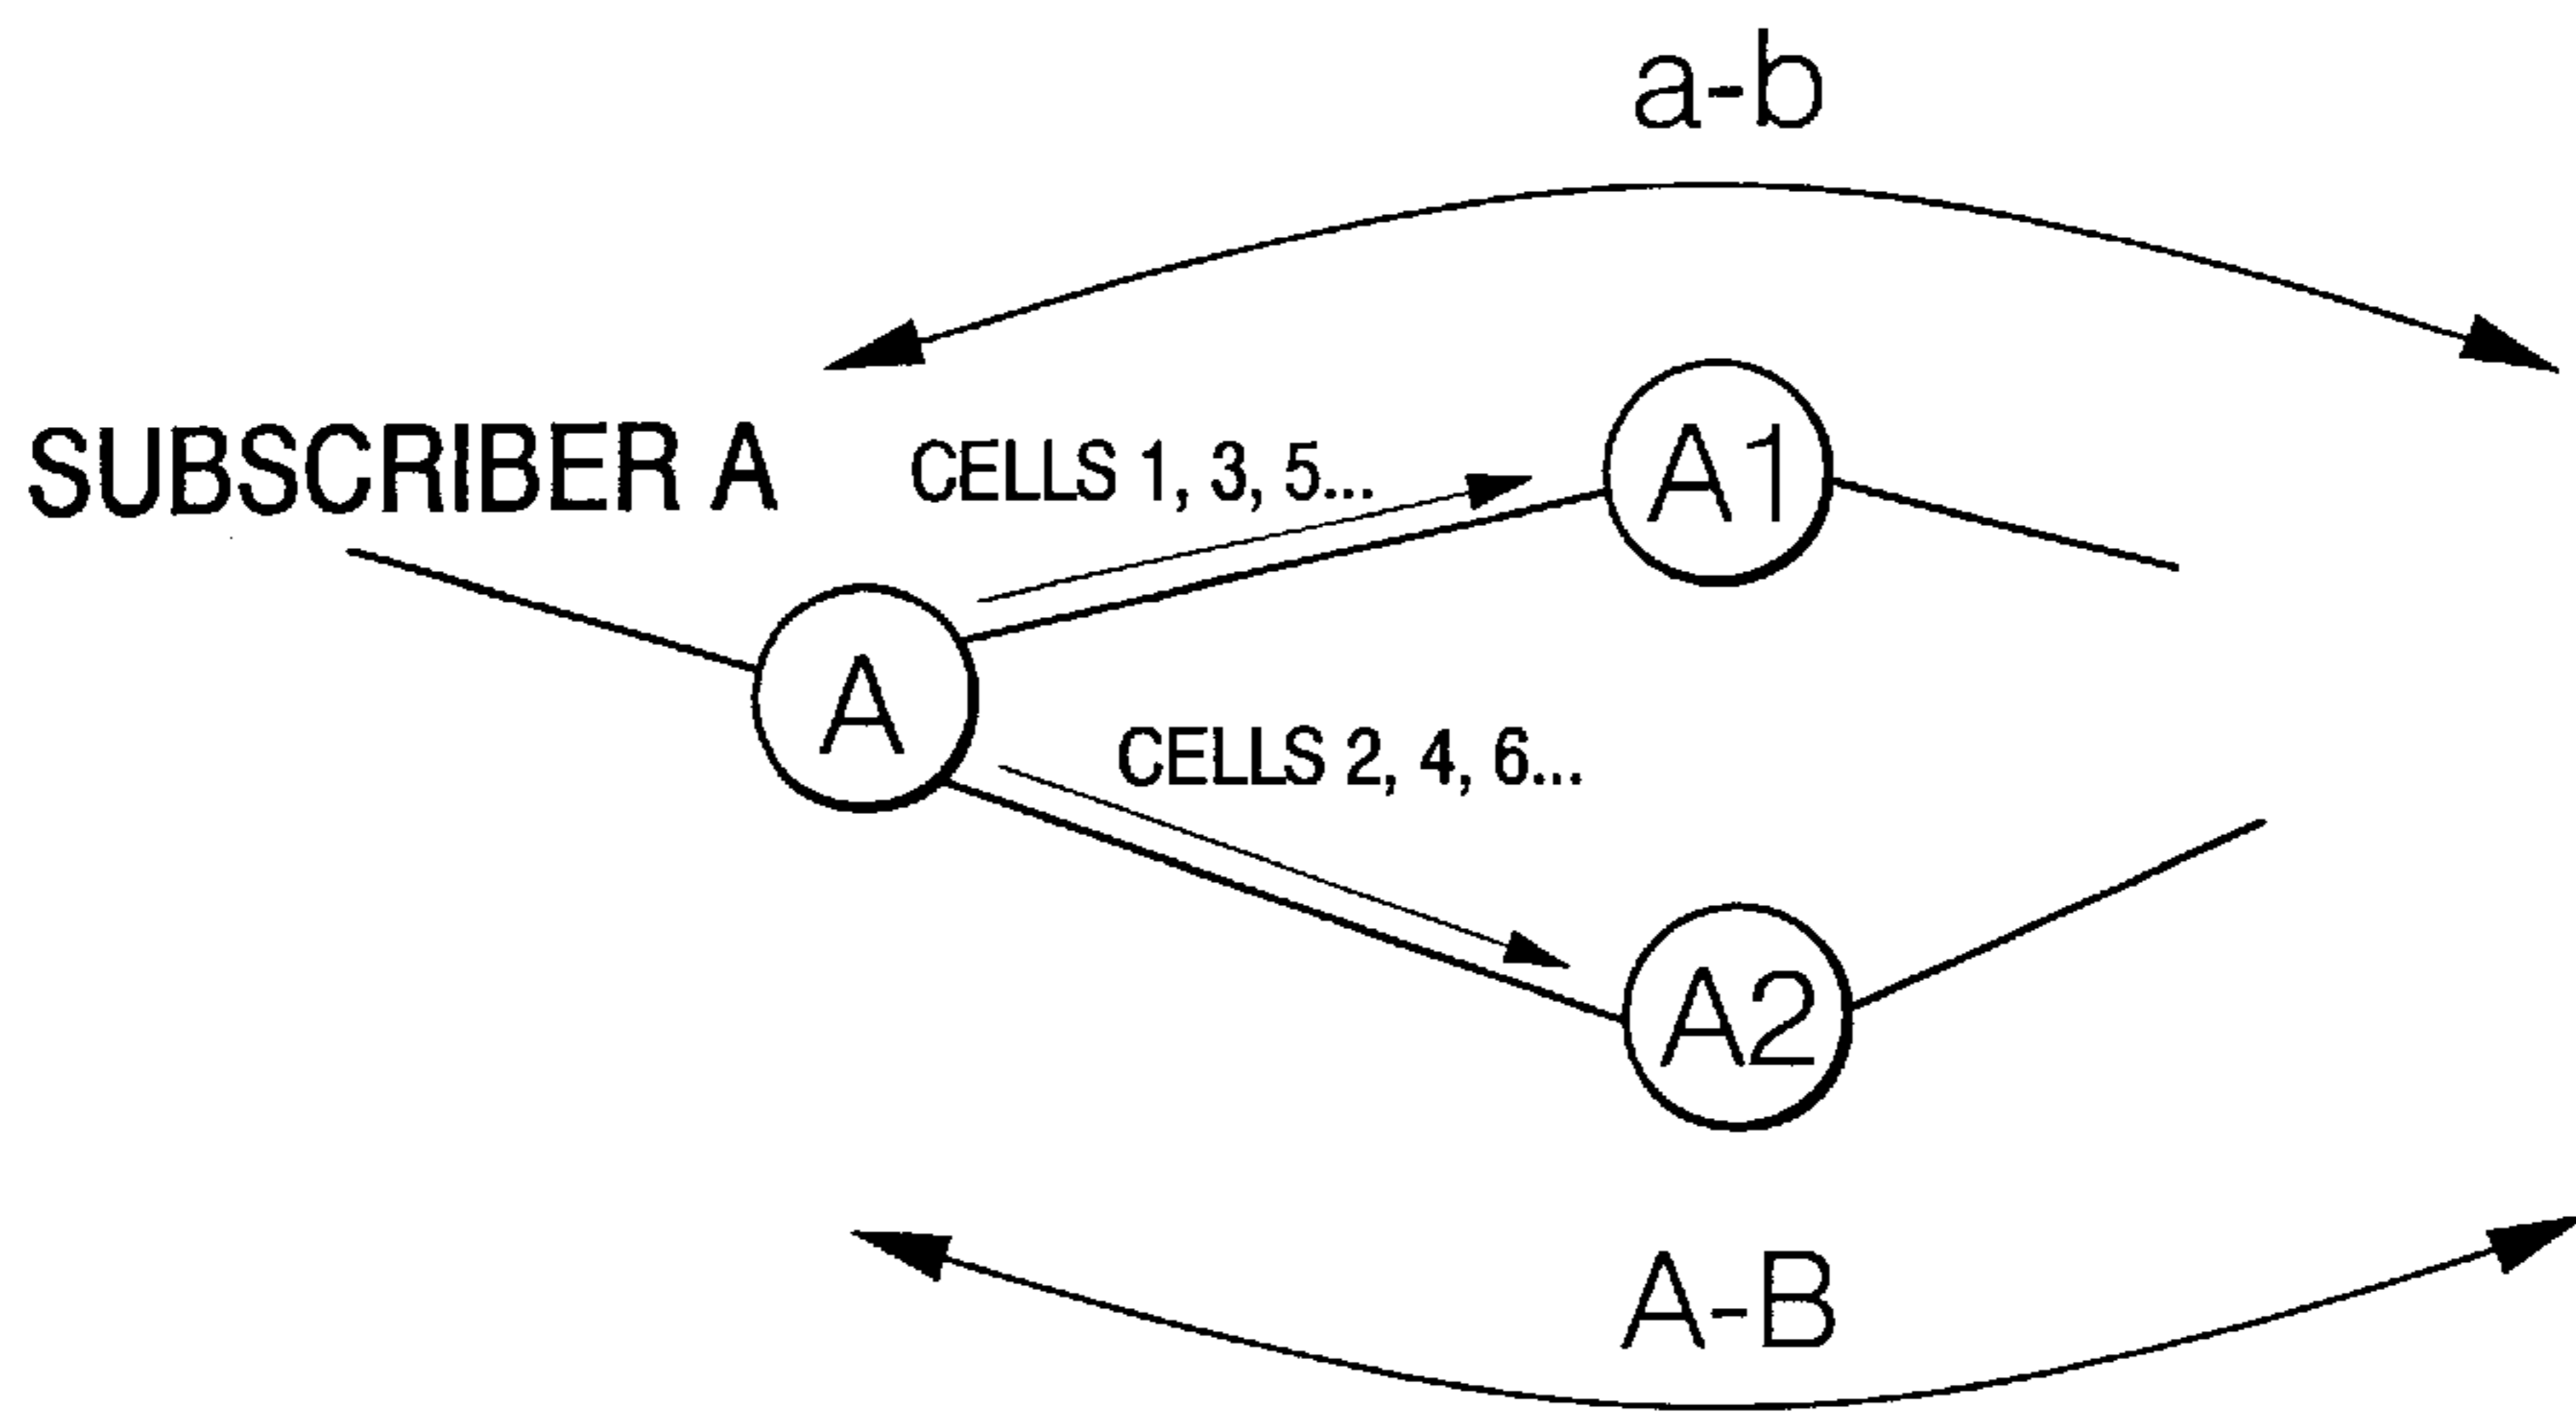 a-b
SUBSCRIBER A
CELLS 1, 3, 5...
A1
A
CELLS 2, 4, 6...
A2
A-B